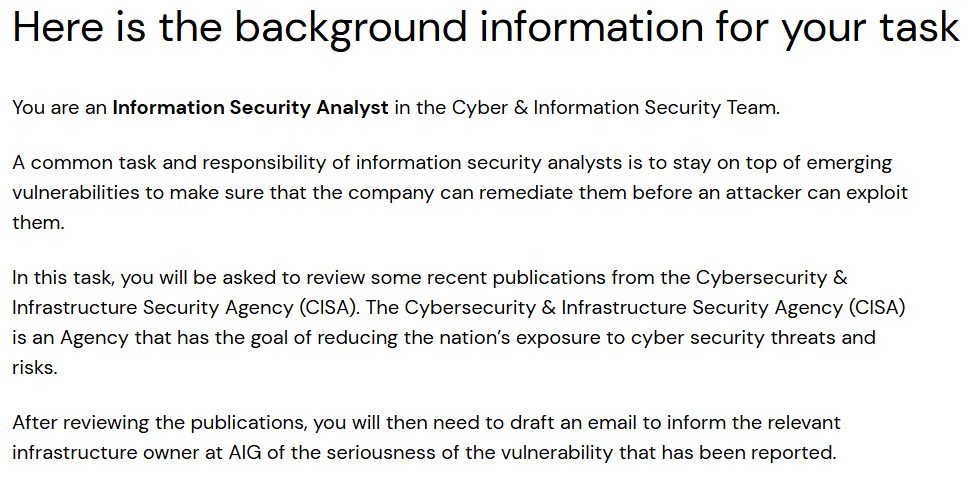 Here is the background information for your task
You are an Information Security Analyst in the Cyber & Information Security Team.
A common task and responsibility of information security analysts is to stay on top of emerging
vulnerabilities to make sure that the company can remediate them before an attacker can exploit
them.
In this task, you will be asked to review some recent publications from the Cybersecurity &
Infrastructure Security Agency (CISA). The Cybersecurity & Infrastructure Security Agency (CISA)
is an Agency that has the goal of reducing the nation’s exposure to cyber security threats and
risks.
After reviewing the publications, you will then need to draft an email to inform the relevant
infrastructure owner at AIG of the seriousness of the vulnerability that has been reported.